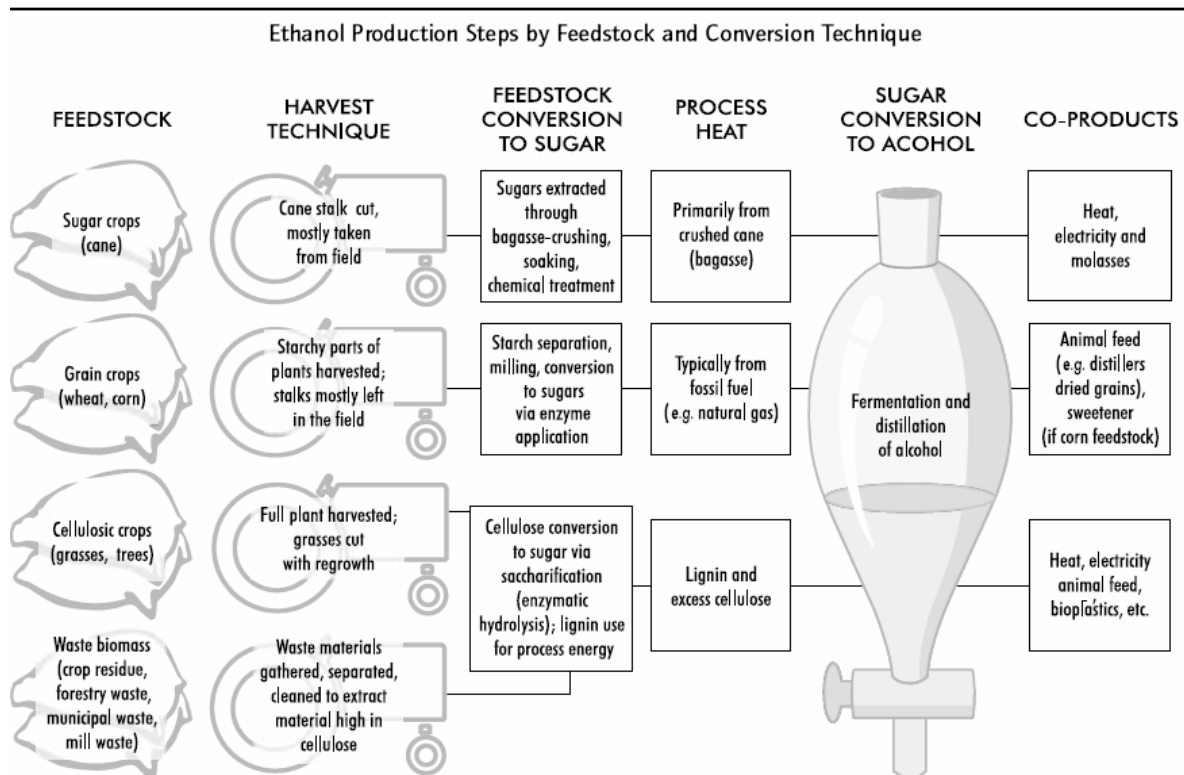 Ethanol Production Steps by Feedstock and Conversion Technique
FEEDSTOCK
HARVEST
TECHNIQUE
FEEDSTOCK
CONVERSION
TO SUGAR
PROCESS
HEAT
SUGAR
CONVERSION
TO ACOHOL
CO-PRODUCTS
Sugar crops
(cane)
Cane stalk cut,
mostly taken
from field
Sugars extracted
through
bagasse-crushing,
soaking,
chemical treatment
Primarily from
crushed cane
(bagasse)
Heat,
electricity and
molasses
Grain crops
(wheat, corn)
Starchy parts of
plants harvested;
stalks mostly left
in the field
Starch separation,
milling, conversion
to sugars
via enzyme
application
Typically from
fossil fuel
(e.g. natural gas)
Fermentation and
distillation
of alcohol
Animal feed
(e.g. distillers
dried grains),
sweetener
(if corn feedstock)
Cellulosic crops
(grasses, trees)
Full plant harvested;
grasses cut
with regrowth
Cellulose conversion
to sugar via
saccharification
(enzymatic
hydrolysis); lignin use
for process energy
Lignin and
excess cellulose
Heat, electricity
animal feed,
bioplastics, etc.
Waste biomass
(crop residue,
forestry waste,
municipal waste,
mill waste)
Waste materials
gathered, separated,
cleaned to extract
material high in
cellulose